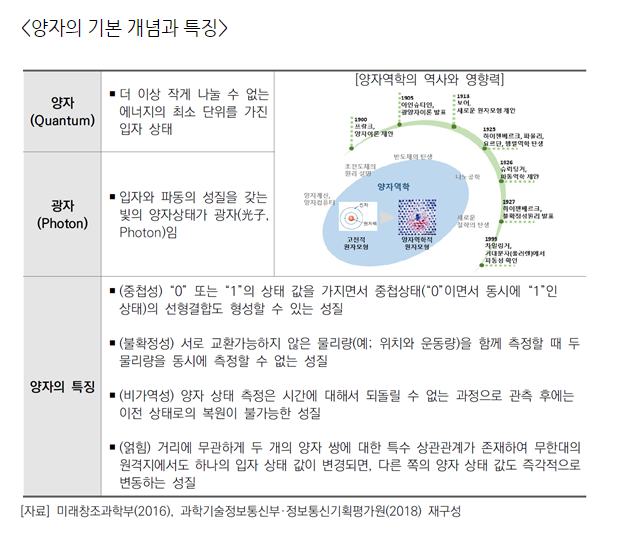 <양자의 기본 개념과 특징>
양자
(Quantum)
▪ 더 이상 작게 나눌 수 없는
에너지의 최소 단위를 가진
입자 상태
광자
(Photon)
▪ 입자와 파동의 성질을 갖는
빛의 양자상태가 광자(光子,
Photon)임
[양자역학의 역사와 영향력]
1900
프랑크,
양자이론 제안
1905
아인슈타인,
광양자이론 발표
1913
보어,
새로운 원자모형 제안
1925
하이젠베르크, 파울리,
요르단, 행렬역학 탄생
1926
슈뢰딩거,
파동역학 제안
1927
하이젠베르크,
불확정성원리 발표
1999
차일링거,
거대분자(풀러렌)에서
파동성 확인
초전도체의
원리 설명
반도체의 탄생
나노 공학
양자계산,
양자컴퓨터
양자역학
새로운
철학의 탄생
전자
원자핵
고전적
원자모형
양자역학적
원자모형
양자의 특징
▪ (중첩성) “0” 또는 “1”의 상태 값을 가지면서 중첩상태(“0”이면서 동시에 “1”인
상태)의 선형결합도 형성할 수 있는 성질
▪ (불확정성) 서로 교환가능하지 않은 물리량(예; 위치와 운동량)을 함께 측정할 때 두
물리량을 동시에 측정할 수 없는 성질
▪ (비가역성) 양자 상태 측정은 시간에 대해서 되돌릴 수 없는 과정으로 관측 후에는
이전 상태로의 복원이 불가능한 성질
▪ (얽힘) 거리에 무관하게 두 개의 양자 쌍에 대한 특수 상관관계가 존재하여 무한대의
원격지에서도 하나의 입자 상태 값이 변경되면, 다른 쪽의 양자 상태 값도 즉각적으로
변동하는 성질
[자료] 미래창조과학부(2016), 과학기술정보통신부·정보통신기획평가원(2018) 재구성